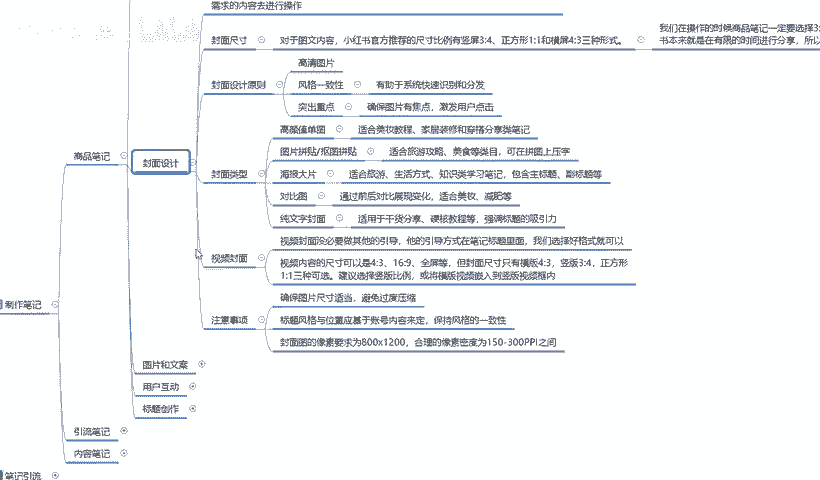 需求的内容去进行操作
我们在操作的时候商品笔记一定要选择3:
封面尺寸
对于图文内容，小红书官方推荐的尺寸比例有竖屏3:4、正方形1:1和横屏4:3三种形式。
书本来就是在有限的时间进行分享，所以
高清图片
封面设计原则
风格一致性
有助于系统快速识别和分发
突出重点
确保图片有焦点，激发用户点击
高颜值单图
适合美妆教程、家居装修和穿搭分享类笔记
商品笔记
封面设计
图片拼贴/抠图拼贴
适合旅游攻略、美食等类目，可在拼图上压字
封面类型
海报大片
适合旅游、生活方式、知识类学习笔记，包含主标题、副标题等
对比图
通过前后对比展现变化，适合美妆、减肥等
纯文字封面
适用于干货分享、硬核教程等，强调标题的吸引力
视频封面没必要做其他的引导，他的引导方式在笔记标题里面，我们选择好格式就可以
视频封面
视频内容的尺寸可以是4:3、16:9、全屏等，但封面尺寸只有横版4:3，竖版3:4，正方形
1:1三种可选。建议选择竖版比例，或将横版视频嵌入到竖版视频框内
确保图片尺寸适当，避免过度压缩
制作笔记
注意事项
标题风格与位置应基于账号内容来定，保持风格的一致性
封面图的像素要求为800x1200，合理的像素密度为150-300PPI之间
图片和文案
用户互动
标题创作
引流笔记
内容笔记
笔记引流